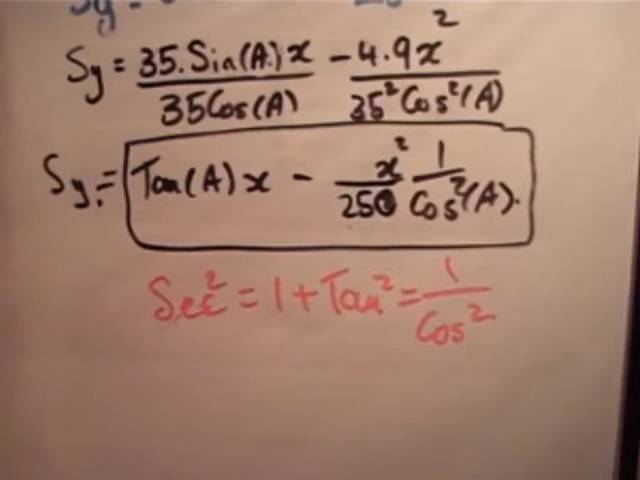 Sy = 35.Sin(A)x / 35Cos(A) - 4.9x² / 35²Cos²(A)
Sy = Tan(A)x - x² / 250 1 / Cos²(A).
Sec² = 1 + Tan² = 1 / Cos²